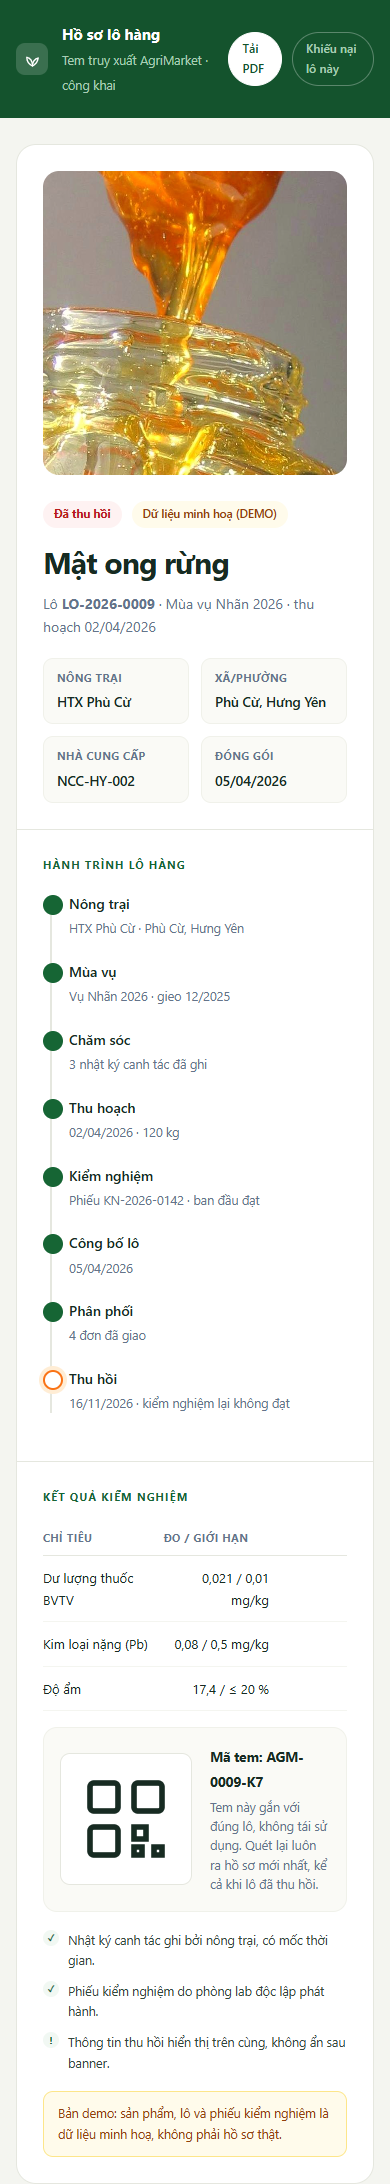 Hồ sơ lô hàng
Tem truy xuất AgriMarket ·
công khai
Tải
PDF
Khiếu nại
lô này
Đã thu hồi
Dữ liệu minh hoạ (DEMO)
Mật ong rừng
Lô LO-2026-0009 · Mùa vụ Nhãn 2026 · thu
hoạch 02/04/2026
NÔNG TRẠI
HTX Phù Cừ
XÃ/PHƯỜNG
Phù Cừ, Hưng Yên
NHÀ CUNG CẤP
NCC-HY-002
ĐÓNG GÓI
05/04/2026
HÀNH TRÌNH LÔ HÀNG
Nông trại
HTX Phù Cừ · Phù Cừ, Hưng Yên
Mùa vụ
Vụ Nhãn 2026 · gieo 12/2025
Chăm sóc
3 nhật ký canh tác đã ghi
Thu hoạch
02/04/2026 · 120 kg
Kiểm nghiệm
Phiếu KN-2026-0142 · ban đầu đạt
Công bố lô
05/04/2026
Phân phối
4 đơn đã giao
Thu hồi
16/11/2026 · kiểm nghiệm lại không đạt
KẾT QUẢ KIỂM NGHIỆM
CHỈ TIÊU
ĐO / GIỚI HẠN
Dư lượng thuốc
BVTV
0,021 / 0,01
mg/kg
Kim loại nặng (Pb)
0,08 / 0,5 mg/kg
Độ ẩm
17,4 / ≤ 20 %
Mã tem: AGM-
0009-K7
Tem này gắn với
đúng lô, không tái sử
dụng. Quét lại luôn
ra hồ sơ mới nhất, kể
cả khi lô đã thu hồi.
✓ Nhật ký canh tác ghi bởi nông trại, có mốc thời
gian.
✓ Phiếu kiểm nghiệm do phòng lab độc lập phát
hành.
! Thông tin thu hồi hiển thị trên cùng, không ẩn sau
banner.
Bản demo: sản phẩm, lô và phiếu kiểm nghiệm là
dữ liệu minh hoạ, không phải hồ sơ thật.